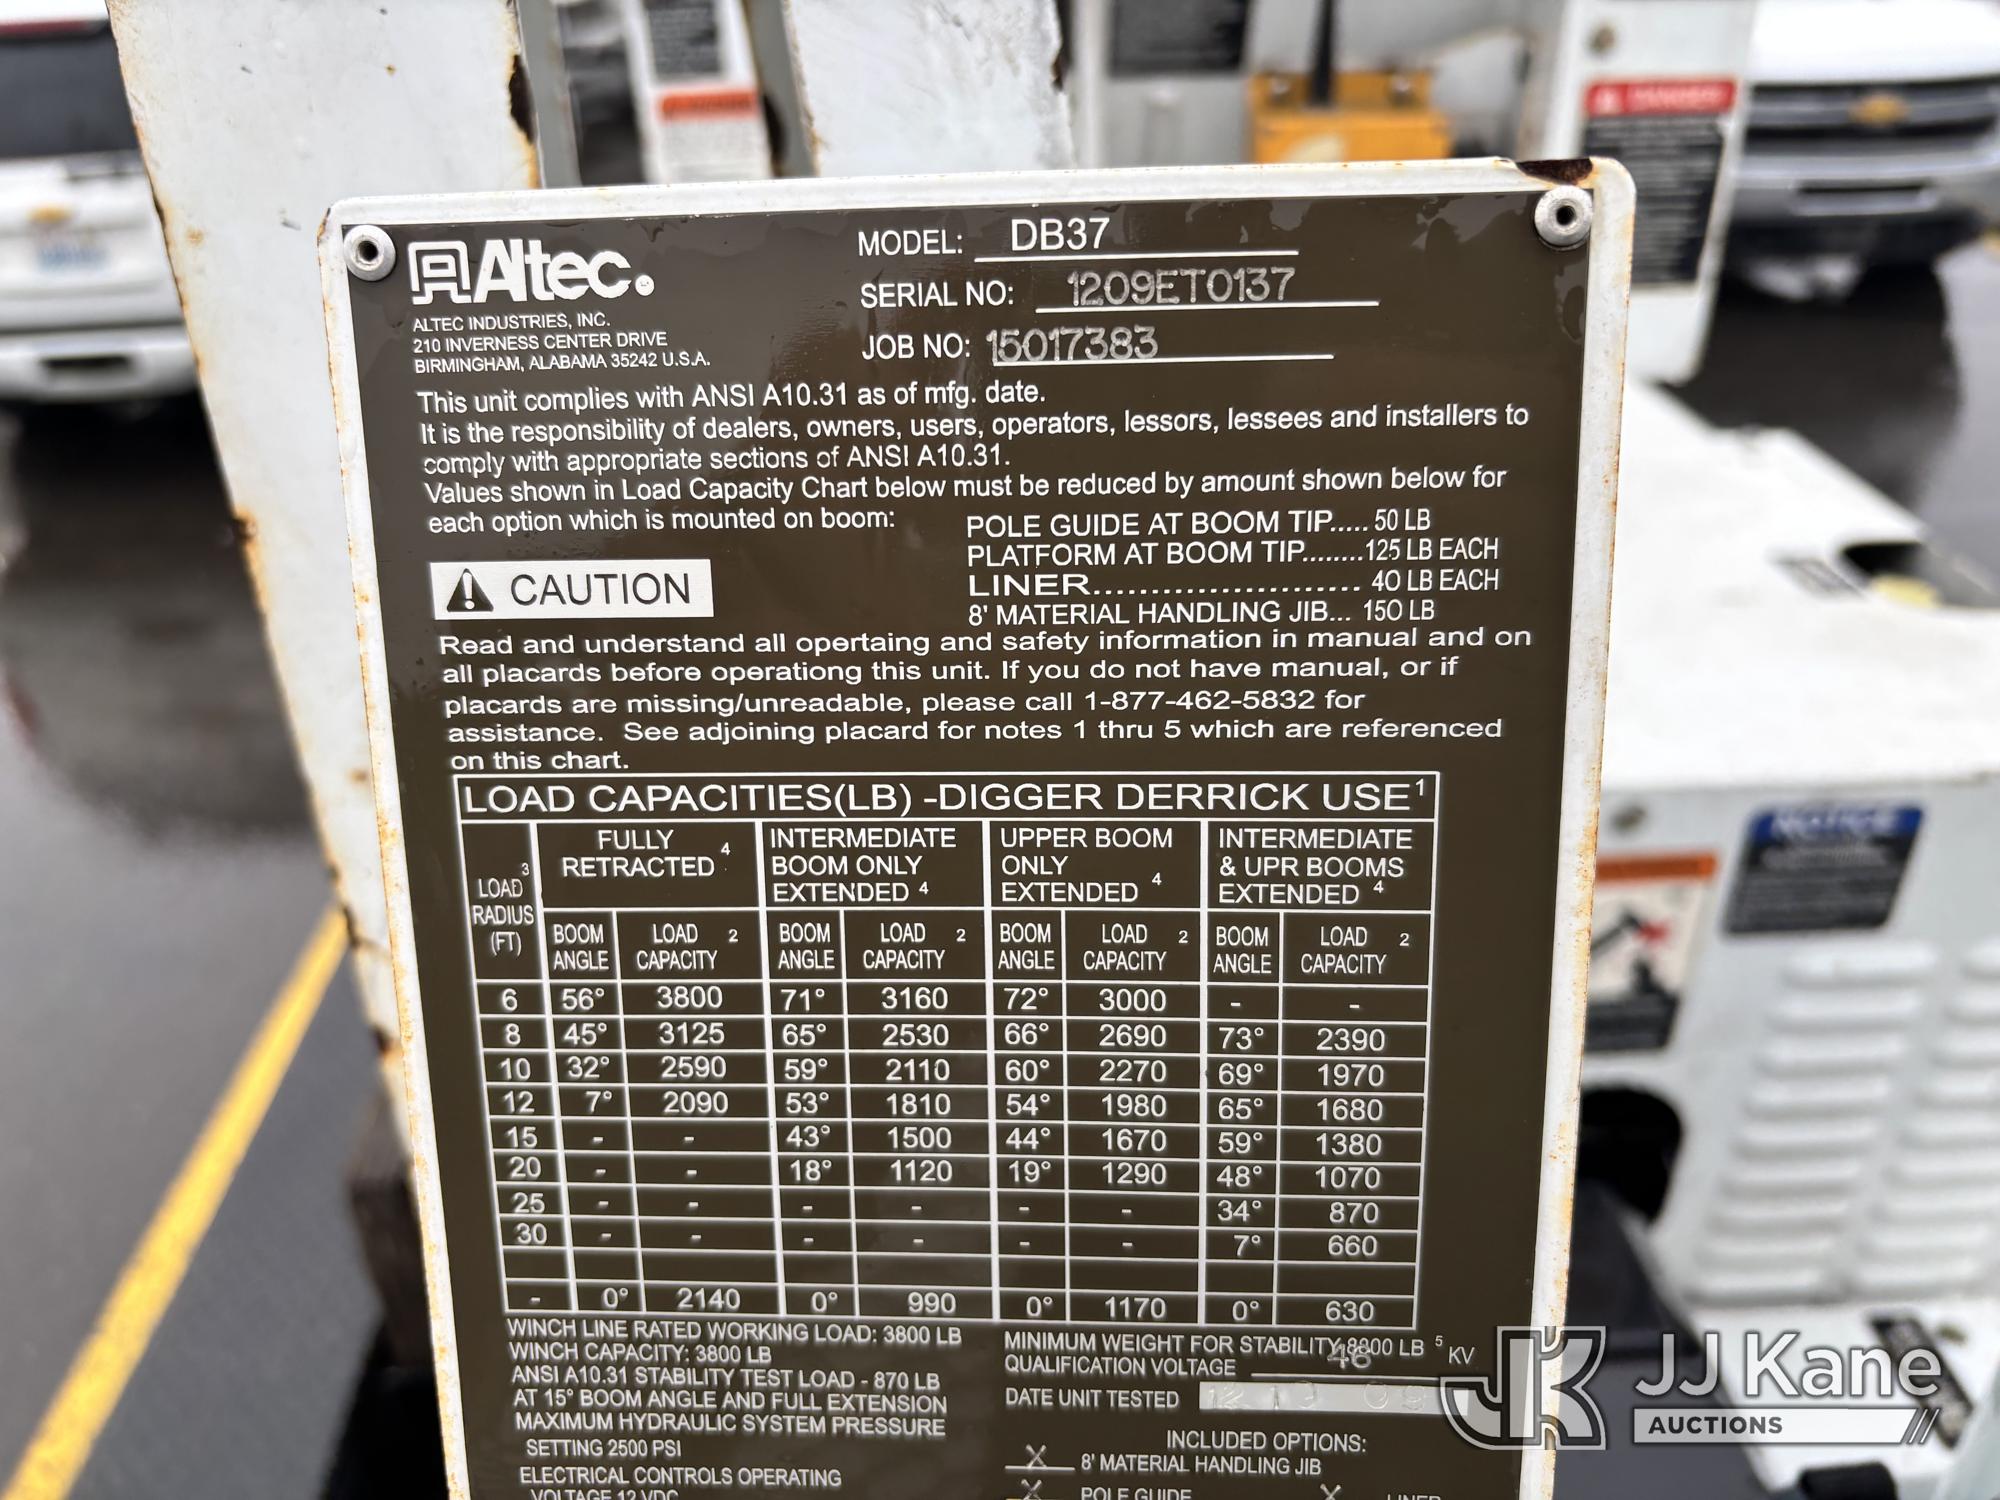 Altec.
ALTEC INDUSTRIES, INC.
210 INVERNESS CENTER DRIVE
BIRMINGHAM, ALABAMA 35242 U.S.A.
MODEL: DB37
SERIAL NO: 1209ET0137
JOB NO: 15017383
This unit complies with ANSI A10.31 as of mfg. date.
It is the responsibility of dealers, owners, users, operators, lessors, lessees and installers to
comply with appropriate sections of ANSI A10.31.
Values shown in Load Capacity Chart below must be reduced by amount shown below for
each option which is mounted on boom:
POLE GUIDE AT BOOM TIP..... 50 LB
PLATFORM AT BOOM TIP........125 LB EACH
LINER........................ 40 LB EACH
8' MATERIAL HANDLING JIB... 150 LB
CAUTION
Read and understand all opertaing and safety information in manual and on
all placards before operationg this unit. If you do not have manual, or if
placards are missing/unreadable, please call 1-877-462-5832 for
assistance. See adjoining placard for notes 1 thru 5 which are referenced
on this chart.
LOAD CAPACITIES(LB) -DIGGER DERRICK USE 1
LOAD 3 RADIUS (FT) FULLY RETRACTED 4 INTERMEDIATE BOOM ONLY EXTENDED 4 UPPER BOOM ONLY EXTENDED 4 INTERMEDIATE & UPR BOOMS EXTENDED 4
BOOM ANGLE LOAD CAPACITY 2 BOOM ANGLE LOAD CAPACITY 2 BOOM ANGLE LOAD CAPACITY 2 BOOM ANGLE LOAD CAPACITY 2
6 56° 3800 71° 3160 72° 3000 - -
8 45° 3125 65° 2530 66° 2690 73° 2390
10 32° 2590 59° 2110 60° 2270 69° 1970
12 7° 2090 53° 1810 54° 1980 65° 1680
15 - - 43° 1500 44° 1670 59° 1380
20 - - 18° 1120 19° 1290 48° 1070
25 - - - - - - 34° 870
30 - - - - - - 7° 660
- 0° 2140 0° 990 0° 1170 0° 630
WINCH LINE RATED WORKING LOAD: 3800 LB
WINCH CAPACITY: 3800 LB
ANSI A10.31 STABILITY TEST LOAD - 870 LB
AT 15° BOOM ANGLE AND FULL EXTENSION
MAXIMUM HYDRAULIC SYSTEM PRESSURE
SETTING 2500 PSI
ELECTRICAL CONTROLS OPERATING
VOLTAGE 12 VDC
MINIMUM WEIGHT FOR STABILITY 8800 LB 5
QUALIFICATION VOLTAGE 46 KV
DATE UNIT TESTED 12 09
INCLUDED OPTIONS:
X 8' MATERIAL HANDLING JIB
X POLE GUIDE X LINER
DANGER
NOTICE
JK JJ Kane
AUCTIONS